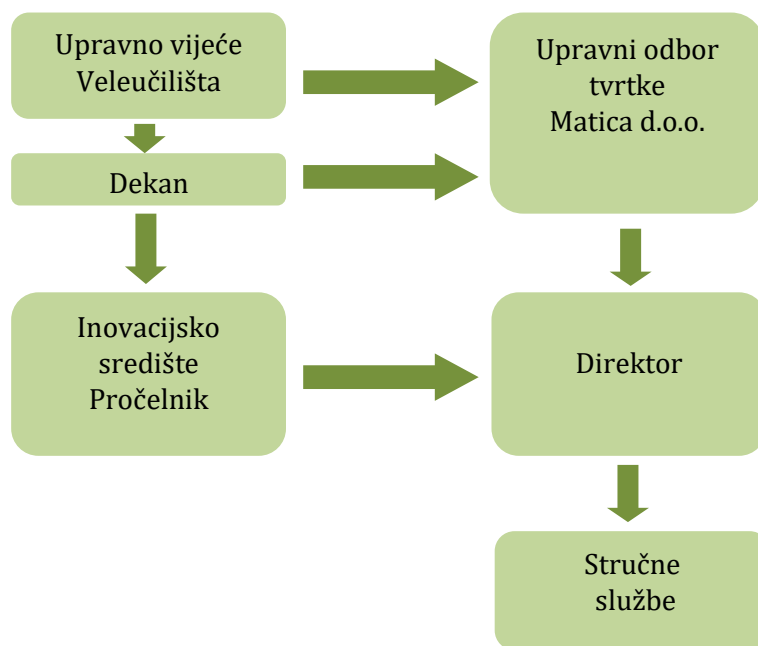 Upravno vijeće
Veleučilišta
Upravni odbor
tvrtke
Matica d.o.o.
Dekan
Inovacijsko
središte
Pročelnik
Direktor
Stručne
službe